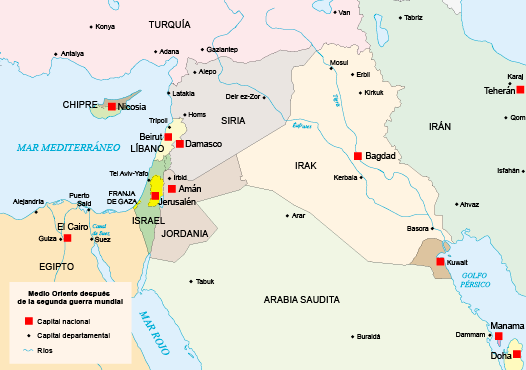 TURQUÍA
Van
Konya
Tabriz
Antalya
Adana
Gaziantep
Mosul
Alepo
Erbil
Karaj
Teherán
Kirkuk
Latakia
Deir ez-Zor
Tigris
CHIPRE
Nicosia
Homs
SIRIA
Trípoli
Qom
IRÁN
Beirut
MAR MEDITERRÁNEO
LÍBANO
Damasco
Bagdad
IRAK
Isfahán
Tel Aviv-Yafo
Irbid
Kerbala
Amán
FRANJA
DE GAZA
Jerusalén
Puerto
Said
Alejandría
Ahvaz
ISRAEL
Arar
El Cairo
Canal
de Suez
Basora
JORDANIA
Guiza
Suez
Kuwait
EGIPTO
GOLFO
PÉRSICO
Tabuk
Medio Oriente después
de la segunda guerra mundial
ARABIA SAUDITA
Capital nacional
MAR ROJO
Manama
Capital departamental
Buraidá
Dammam
Ríos
Doha